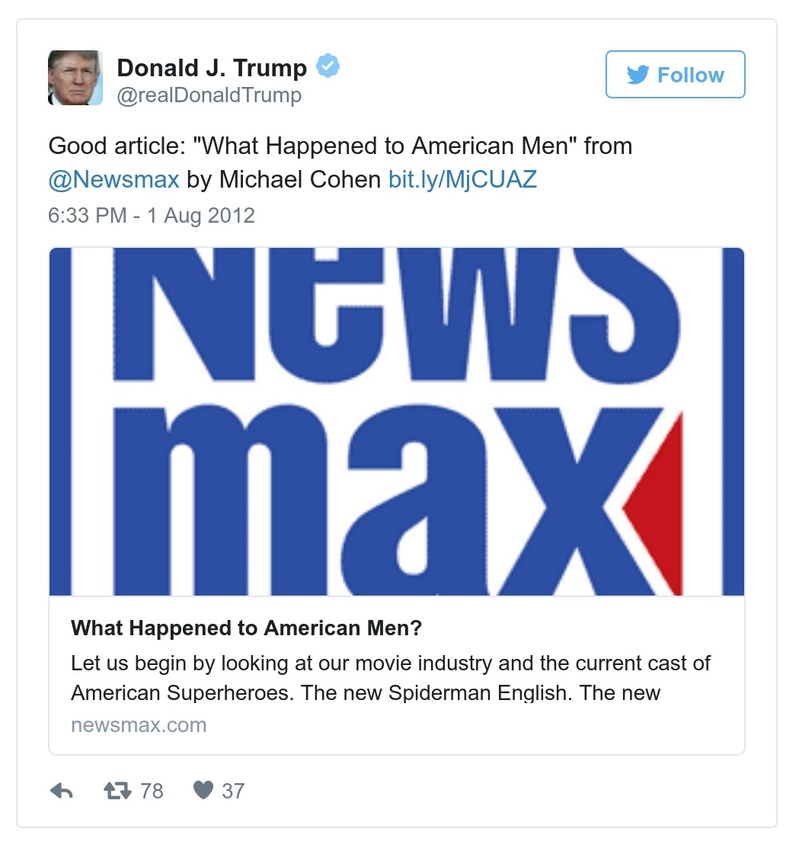 Donald J. Trump
@realDonaldTrump
Follow
Good article: "What Happened to American Men" from
@Newsmax by Michael Cohen bit.ly/MjCUAZ
6:33 PM - 1 Aug 2012
News
max
What Happened to American Men?
Let us begin by looking at our movie industry and the current cast of
American Superheroes. The new Spiderman English. The new
newsmax.com
78
37